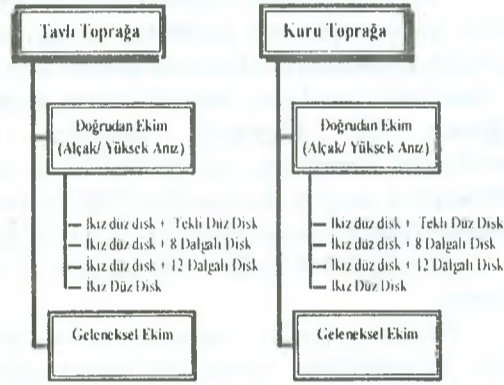 Tavlı Toprağa
Doğrudan Ekim
(Alçak/ Yüksek Anız)
İkiz düz disk + Tekli Düz Disk
İkiz düz disk + 8 Dalgalı Disk
İkiz düz disk + 12 Dalgalı Disk
İkiz Düz Disk
Geleneksel Ekim
Kuru Toprağa
Doğrudan Ekim
(Alçak/ Yüksek Anız)
İkiz düz disk + Tekli Düz Disk
İkiz düz disk + 8 Dalgalı Disk
İkiz düz disk + 12 Dalgalı Disk
İkiz Düz Disk
Geleneksel Ekim